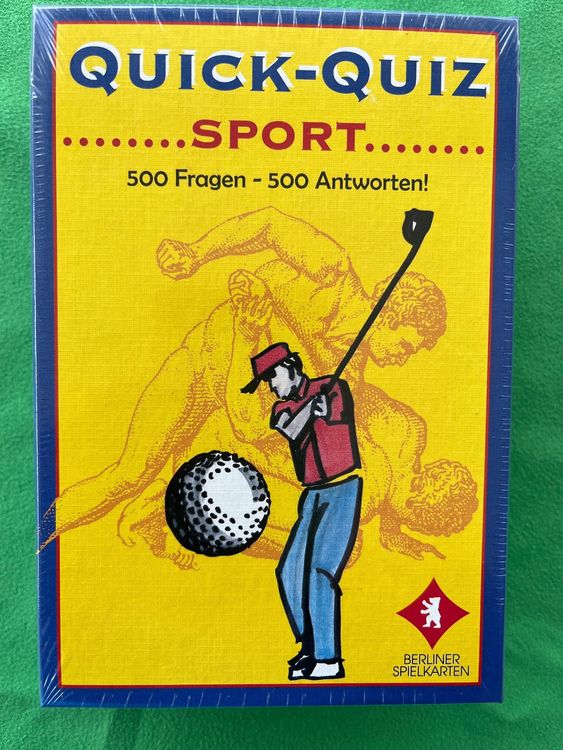 QUICK-QUIZ
........SPORT........
500 Fragen - 500 Antworten!
BERLINER
SPIELKARTEN